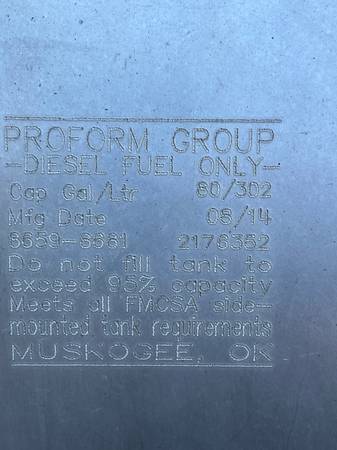 PROFORM GROUP
-DIESEL FUEL ONLY-
Cap Gal/Ltr 80/302
Mfg Date 08/14
8659-6681 2176352
Do not fill tank to
exceed 95% capacity
Meets all FMCSA side-
mounted tank requirements
MUSKOGEE, OK